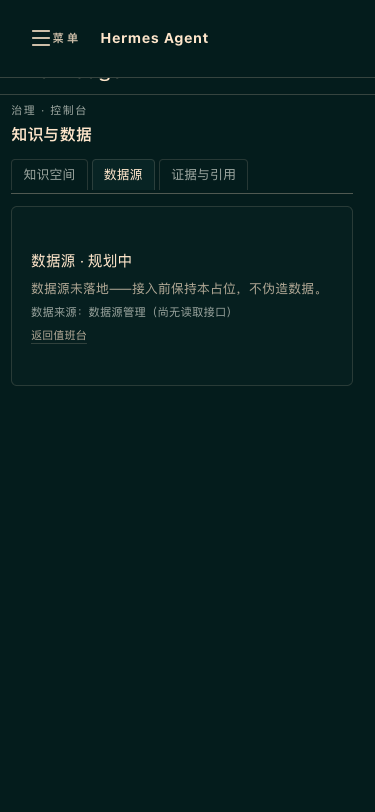 菜单 Hermes Agent
治理 · 控制台
知识与数据
知识空间 数据源 证据与引用
数据源 · 规划中
数据源未落地——接入前保持本占位，不伪造数据。
数据来源：数据源管理（尚无读取接口）
返回值班台